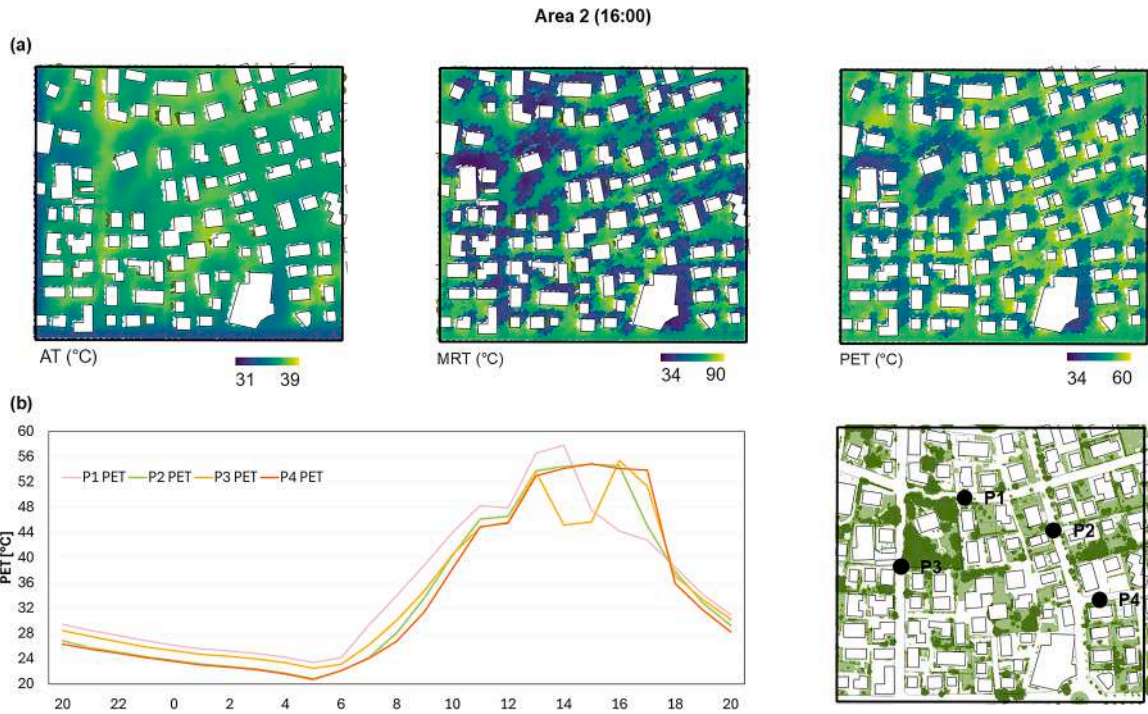 Area 2 (16:00)
(a)
AT (°C)
31 39
MRT (°C)
34 90
PET (°C)
34 60
(b)
60
56
52
48
44
40
36
32
28
24
20
PET [°C]
P1 PET P2 PET P3 PET P4 PET
20 22 0 2 4 6 8 10 12 14 16 18 20
P1
P2
P3
P4